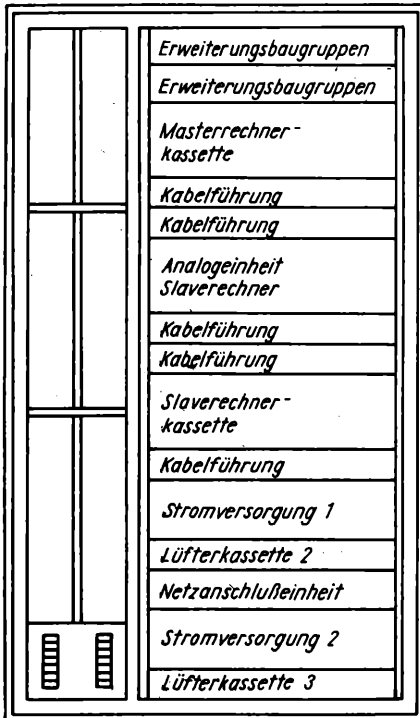 Erweiterungsbaugruppen
Erweiterungsbaugruppen
Masterrechner-
kassette
Kabelführung
Kabelführung
Analogeinheit
Slaverechner
Kabelführung
Kabelführung
Slaverechner-
kassette
Kabelführung
Stromversorgung 1
Lüfterkassette 2
Netzanschlußeinheit
Stromversorgung 2
Lüfterkassette 3